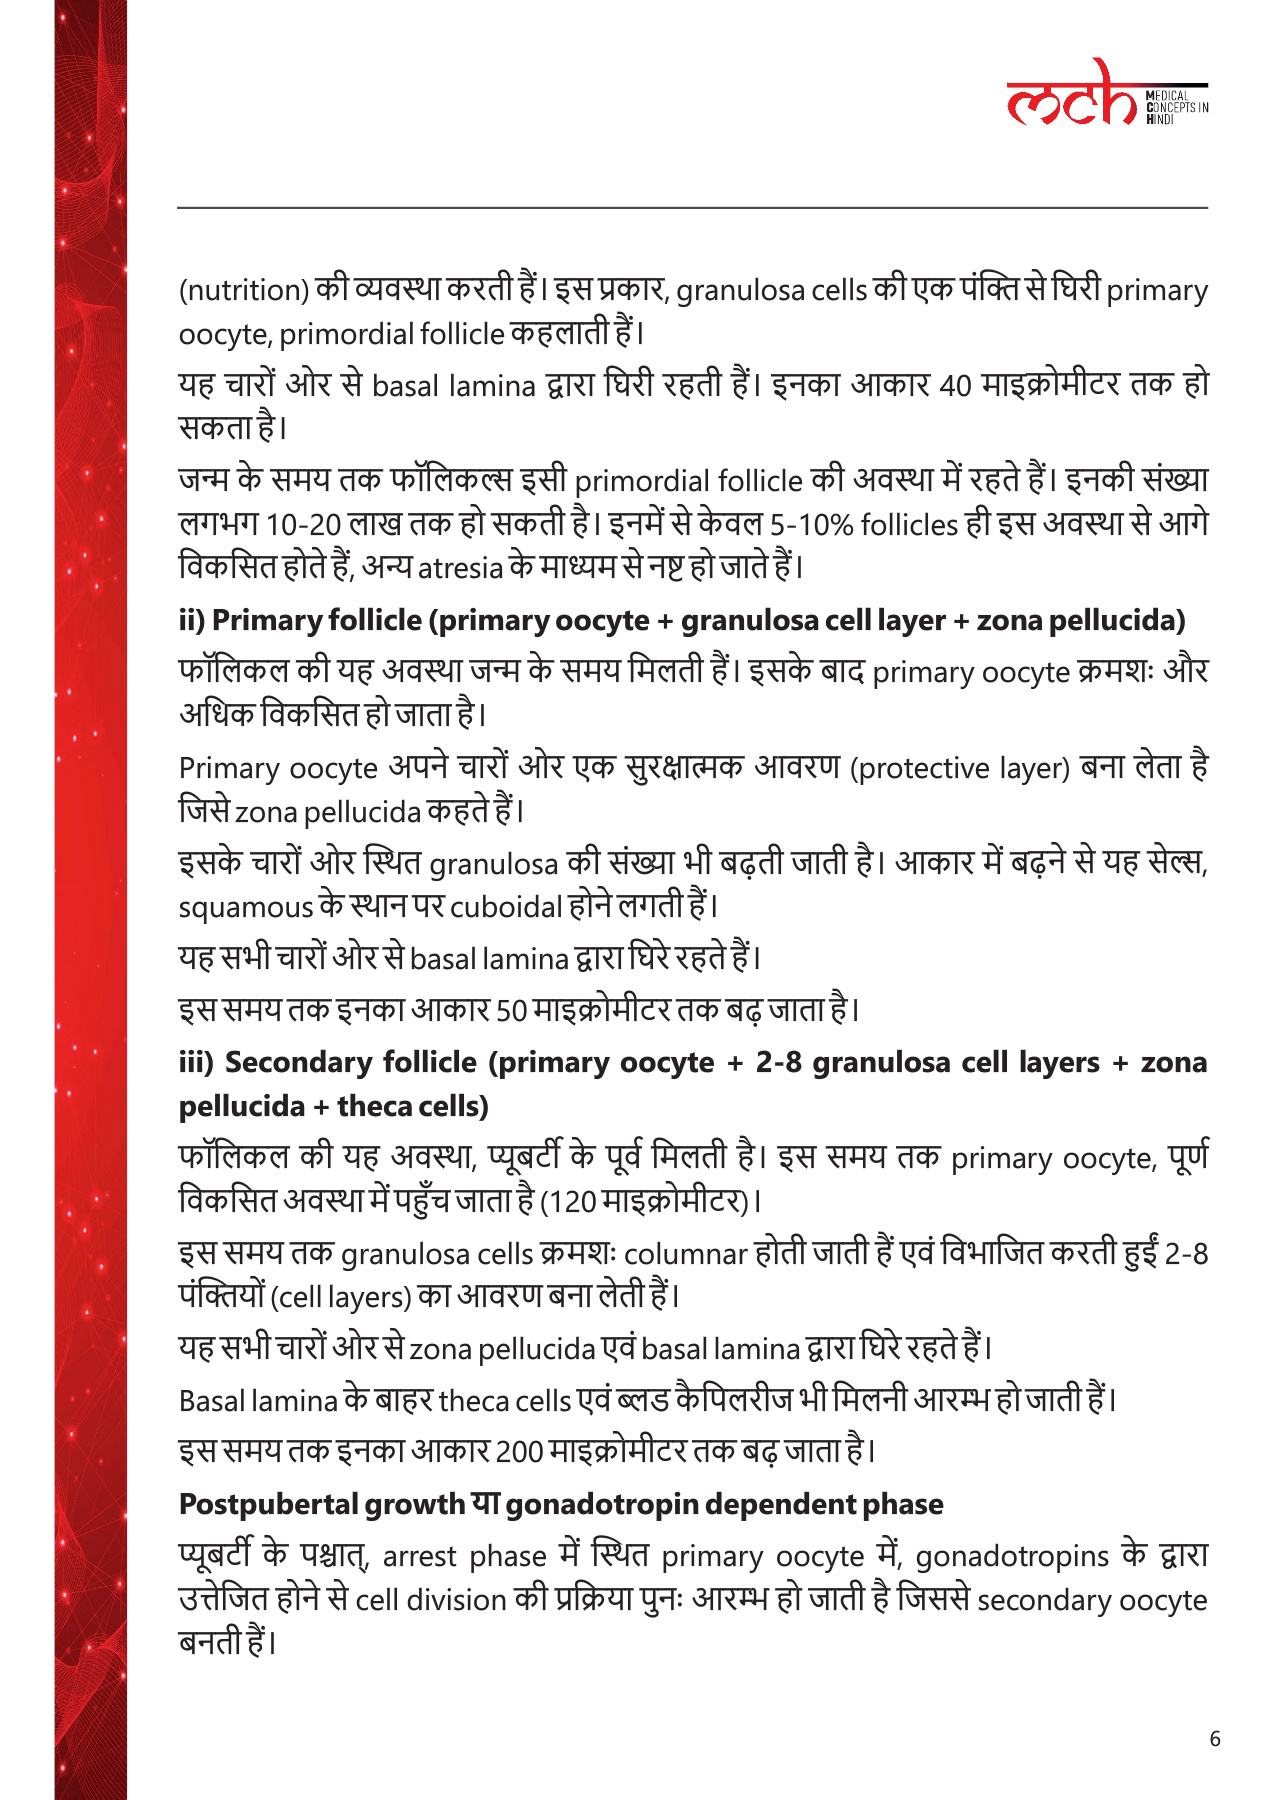 mch
MEDICAL
CONCEPTS IN
HINDI
(nutrition) की व्यवस्था करती हैं। इस प्रकार, granulosa cells की एक पंक्ति से घिरी primary
oocyte, primordial follicle कहलाती हैं।
यह चारों ओर से basal lamina द्वारा घिरी रहती हैं। इनका आकार 40 माइक्रोमीटर तक हो
सकता है।
जन्म के समय तक फॉलिकल्स इसी primordial follicle की अवस्था में रहते हैं। इनकी संख्या
लगभग 10-20 लाख तक हो सकती है। इनमें से केवल 5-10% follicles ही इस अवस्था से आगे
विकसित होते हैं, अन्य atresia के माध्यम से नष्ट हो जाते हैं।
ii) Primary follicle (primary oocyte + granulosa cell layer + zona pellucida)
फॉलिकल की यह अवस्था जन्म के समय मिलती हैं। इसके बाद primary oocyte क्रमशः और
अधिक विकसित हो जाता है।
Primary oocyte अपने चारों ओर एक सुरक्षात्मक आवरण (protective layer) बना लेता है
जिसे zona pellucida कहते हैं।
इसके चारों ओर स्थित granulosa की संख्या भी बढ़ती जाती है। आकार में बढ़ने से यह सेल्स,
squamous के स्थान पर cuboidal होने लगती हैं।
यह सभी चारों ओर से basal lamina द्वारा घिरे रहते हैं।
इस समय तक इनका आकार 50 माइक्रोमीटर तक बढ़ जाता है।
iii) Secondary follicle (primary oocyte + 2-8 granulosa cell layers + zona
pellucida + theca cells)
फॉलिकल की यह अवस्था, प्यूबर्टी के पूर्व मिलती है। इस समय तक primary oocyte, पूर्ण
विकसित अवस्था में पहुँच जाता है (120 माइक्रोमीटर)।
इस समय तक granulosa cells क्रमशः columnar होती जाती हैं एवं विभाजित करती हुईं 2-8
पंक्तियों (cell layers) का आवरण बना लेती हैं।
यह सभी चारों ओर से zona pellucida एवं basal lamina द्वारा घिरे रहते हैं।
Basal lamina के बाहर theca cells एवं ब्लड कैपिलरीज भी मिलनी आरम्भ हो जाती हैं।
इस समय तक इनका आकार 200 माइक्रोमीटर तक बढ़ जाता है।
Postpubertal growth या gonadotropin dependent phase
प्यूबर्टी के पश्चात्, arrest phase में स्थित primary oocyte में, gonadotropins के द्वारा
उत्तेजित होने से cell division की प्रक्रिया पुनः आरम्भ हो जाती है जिससे secondary oocyte
बनती हैं।
6